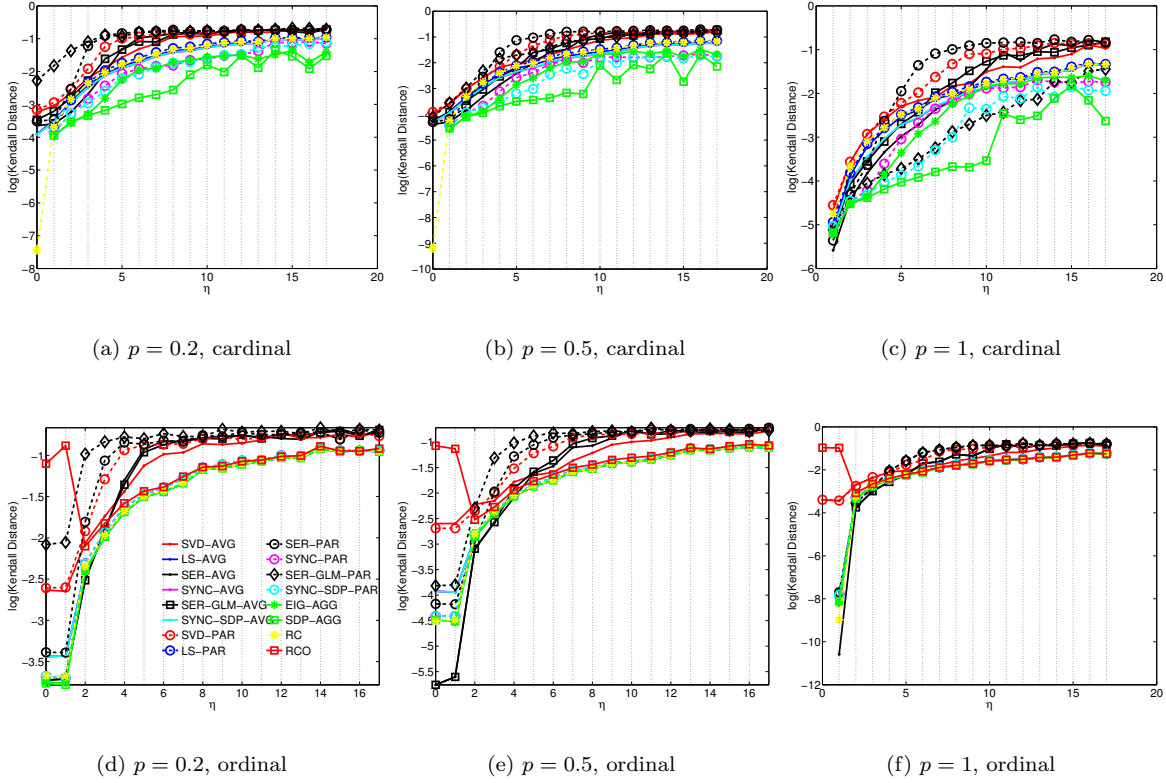 log(Kendall Distance)
0
−1
−2
−3
−4
−5
−6
−7
−8
0 5 10 15 20
η
log(Kendall Distance)
0
−1
−2
−3
−4
−5
−6
−7
−8
−9
−10
0 5 10 15 20
η
log(Kendall Distance)
0
−1
−2
−3
−4
−5
−6
0 5 10 15 20
η
(a) p = 0.2, cardinal
(b) p = 0.5, cardinal
(c) p = 1, cardinal
log(Kendall Distance)
−1
−1.5
−2
−2.5
−3
−3.5
0 2 4 6 8 10 12 14 16
η
SVD−AVG
LS−AVG
SER−AVG
SYNC−AVG
SER−GLM−AVG
SYNC−SDP−AVG
SVD−PAR
LS−PAR
SER−PAR
SYNC−PAR
SER−GLM−PAR
SYNC−SDP−PAR
EIG−AGG
SDP−AGG
RC
RCO
log(Kendall Distance)
−1
−1.5
−2
−2.5
−3
−3.5
−4
−4.5
−5
−5.5
0 2 4 6 8 10 12 14 16
η
log(Kendall Distance)
0
−2
−4
−6
−8
−10
−12
0 5 10 15 20
η
(d) p = 0.2, ordinal
(e) p = 0.5, ordinal
(f) p = 1, ordinal